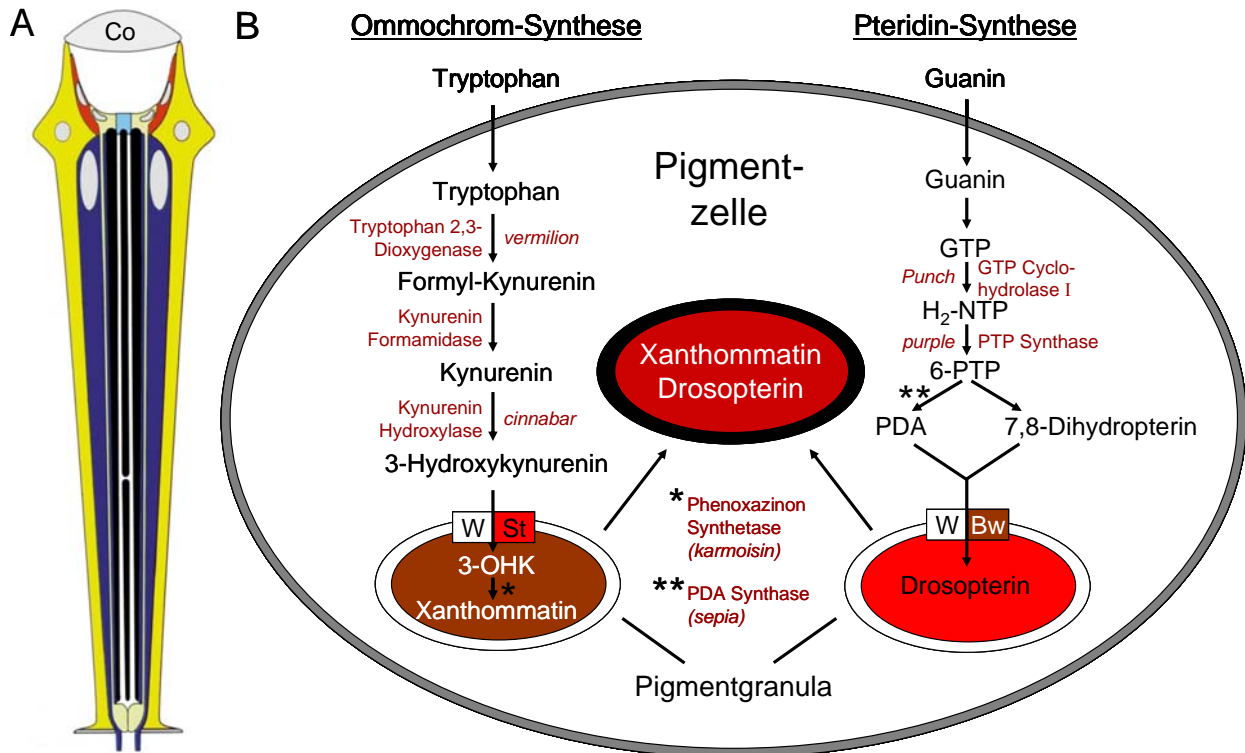 A
Co
B
Ommochrom-Synthese
Pteridin-Synthese
Tryptophan
Guanin
Pigment-
zelle
Tryptophan
Tryptophan 2,3-
Dioxygenase
vermilion
Formyl-Kynurenin
Kynurenin
Formamidase
Kynurenin
Kynurenin
Hydroxylase
cinnabar
3-Hydroxykynurenin
W St
3-OHK
*
Xanthommatin
Xanthommatin
Drosopterin
* Phenoxazinon
Synthetase
(karmoisin)
** PDA Synthase
(sepia)
Pigmentgranula
Guanin
GTP
Punch
GTP Cyclo-
hydrolase I
H₂-NTP
purple
PTP Synthase
6-PTP
**
PDA
7,8-Dihydropterin
W Bw
Drosopterin